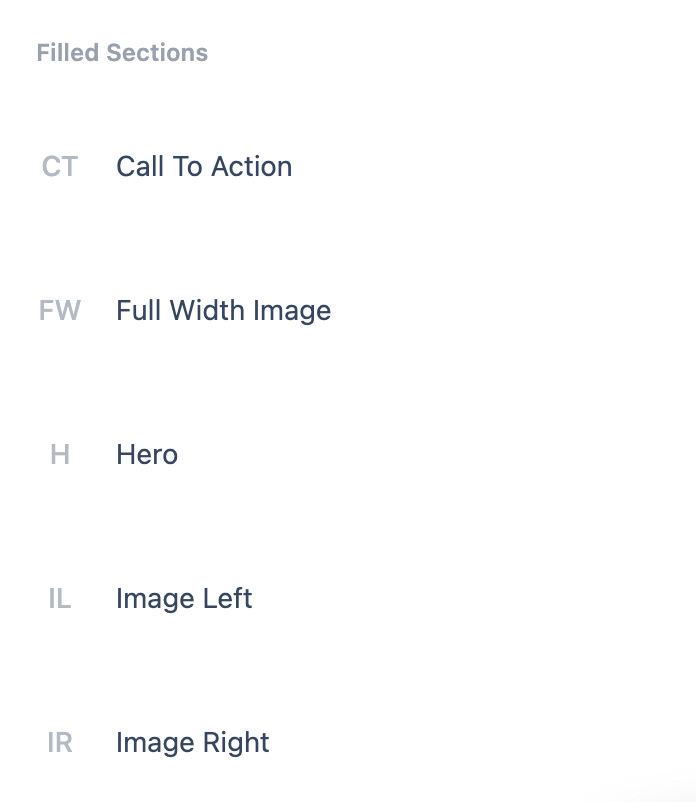 Filled Sections
CT Call To Action
FW Full Width Image
H Hero
IL Image Left
IR Image Right